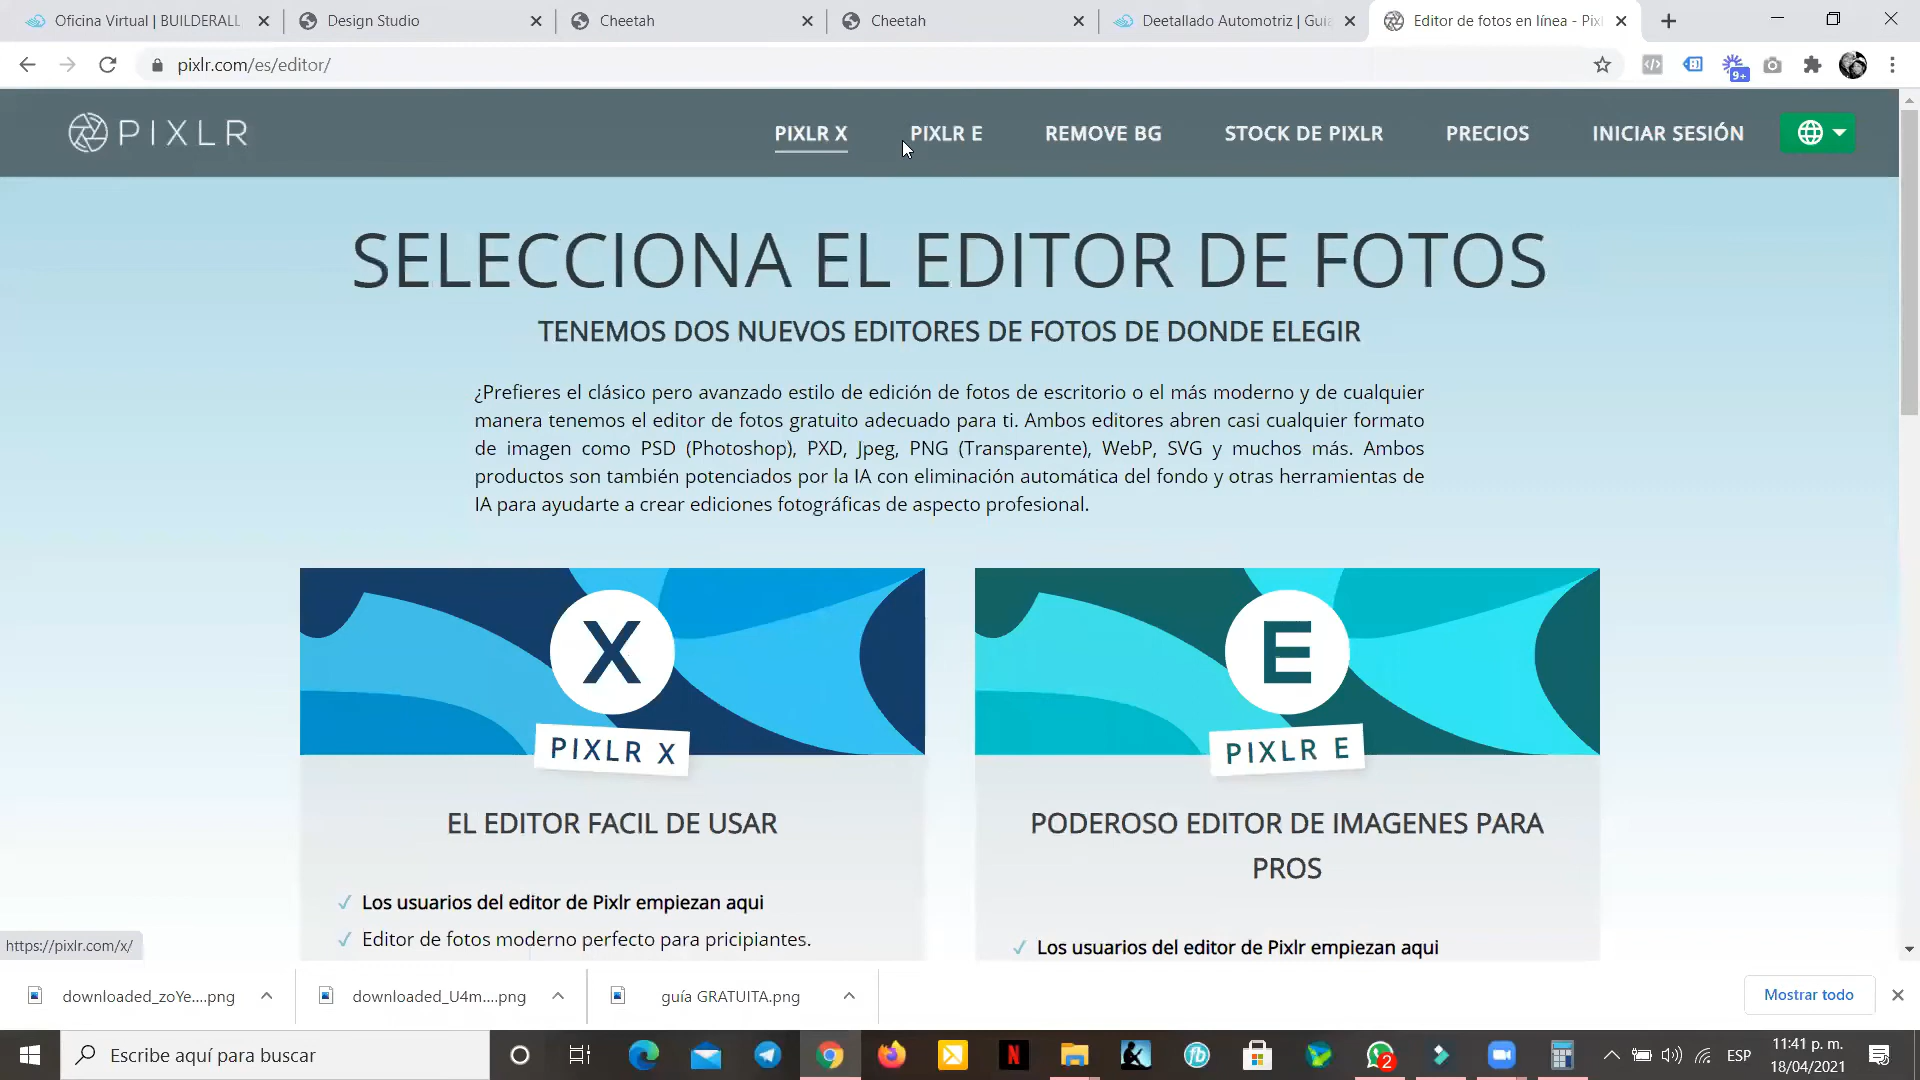 Oficina Virtual | BUILDERALL
Design Studio
Cheetah
Cheetah
Deetallado Automotriz | Guía
Editor de fotos en línea - Pixl
pixlr.com/es/editor/
9+
PIXLR
PIXLR X
PIXLR E
REMOVE BG
STOCK DE PIXLR
PRECIOS
INICIAR SESIÓN
SELECCIONA EL EDITOR DE FOTOS
TENEMOS DOS NUEVOS EDITORES DE FOTOS DE DONDE ELEGIR
¿Prefieres el clásico pero avanzado estilo de edición de fotos de escritorio o el más moderno y de cualquier
manera tenemos el editor de fotos gratuito adecuado para ti. Ambos editores abren casi cualquier formato
de imagen como PSD (Photoshop), PXD, Jpeg, PNG (Transparente), WebP, SVG y muchos más. Ambos
productos son también potenciados por la IA con eliminación automática del fondo y otras herramientas de
IA para ayudarte a crear ediciones fotográficas de aspecto profesional.
X
PIXLR X
EL EDITOR FACIL DE USAR
Los usuarios del editor de Pixlr empiezan aqui
Editor de fotos moderno perfecto para pricipiantes.
E
PIXLR E
PODEROSO EDITOR DE IMAGENES PARA
PROS
Los usuarios del editor de Pixlr empiezan aqui
https://pixlr.com/x/
downloaded_zoYe....png
downloaded_U4m....png
guía GRATUITA.png
Mostrar todo
Escribe aquí para buscar
N
fb
2
ESP
11:41 p. m.
18/04/2021